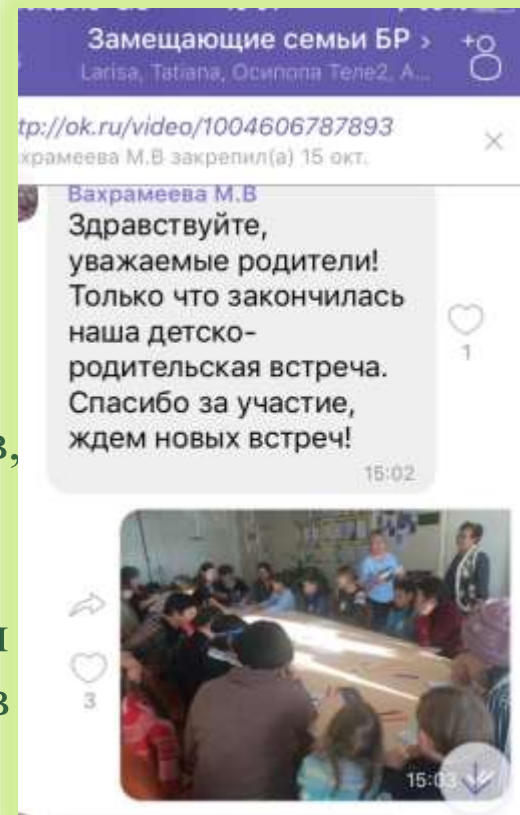 Замещающие семьи БР >
Larisa, Tatiana, Осипопа Теле2, А...
tp://ok.ru/video/1004606787893
храмеева М.В закрепил(а) 15 окт.
Вахрамеева М.В
Здравствуйте,
уважаемые родители!
Только что закончилась
наша детско-
родительская встреча.
Спасибо за участие,
ждем новых встреч!
15:02
1
3
15:03
в,
и
в